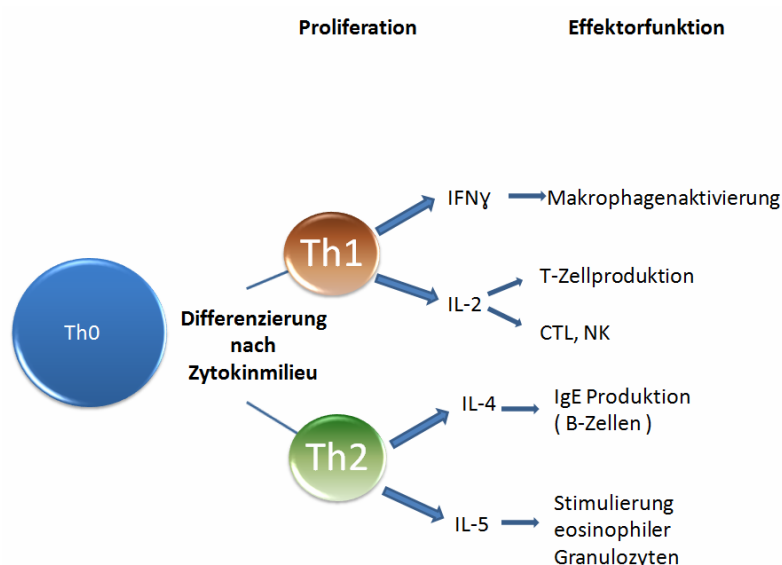 Proliferation
Effektorfunktion
IFNɣ
Makrophagenaktivierung
Th1
IL-2
T-Zellproduktion
CTL, NK
Th0
Differenzierung
nach
Zytokinmilieu
Th2
IL-4
IgE Produktion
( B-Zellen )
IL-5
Stimulierung
eosinophiler
Granulozyten